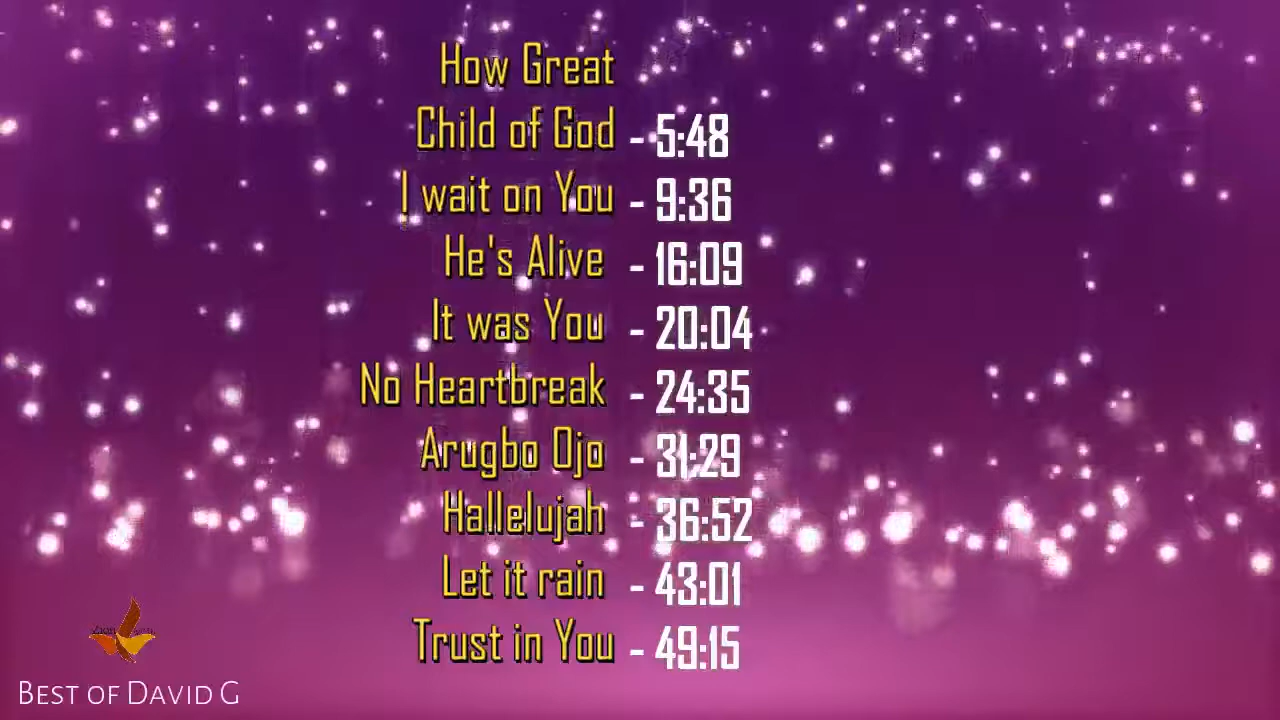 How Great
Child of God - 5:48
I wait on You - 9:36
He's Alive - 16:09
It was You - 20:04
No Heartbreak - 24:35
Arugbo Ojo - 31:29
Hallelujah - 36:52
Let it rain - 43:01
Trust in You - 49:15
Zion
BEST OF DAVID G